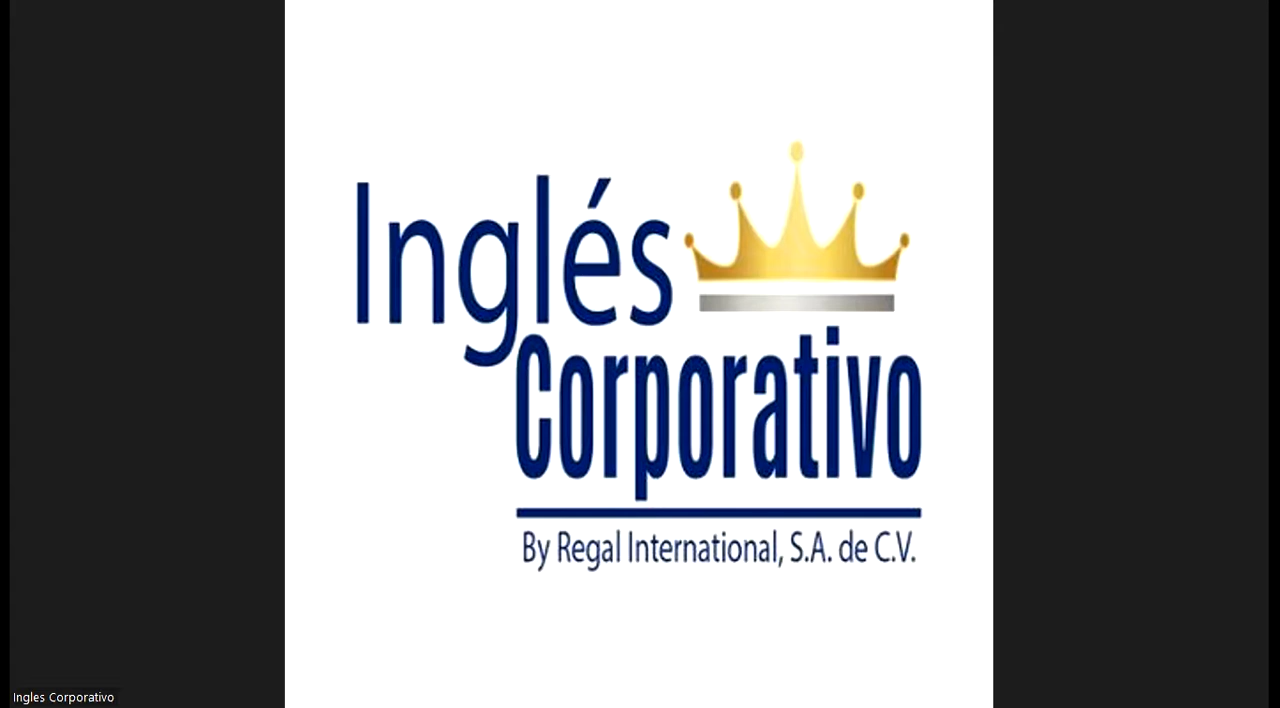 Inglés
Corporativo
By Regal International, S.A. de C.V.
Ingles Corporativo